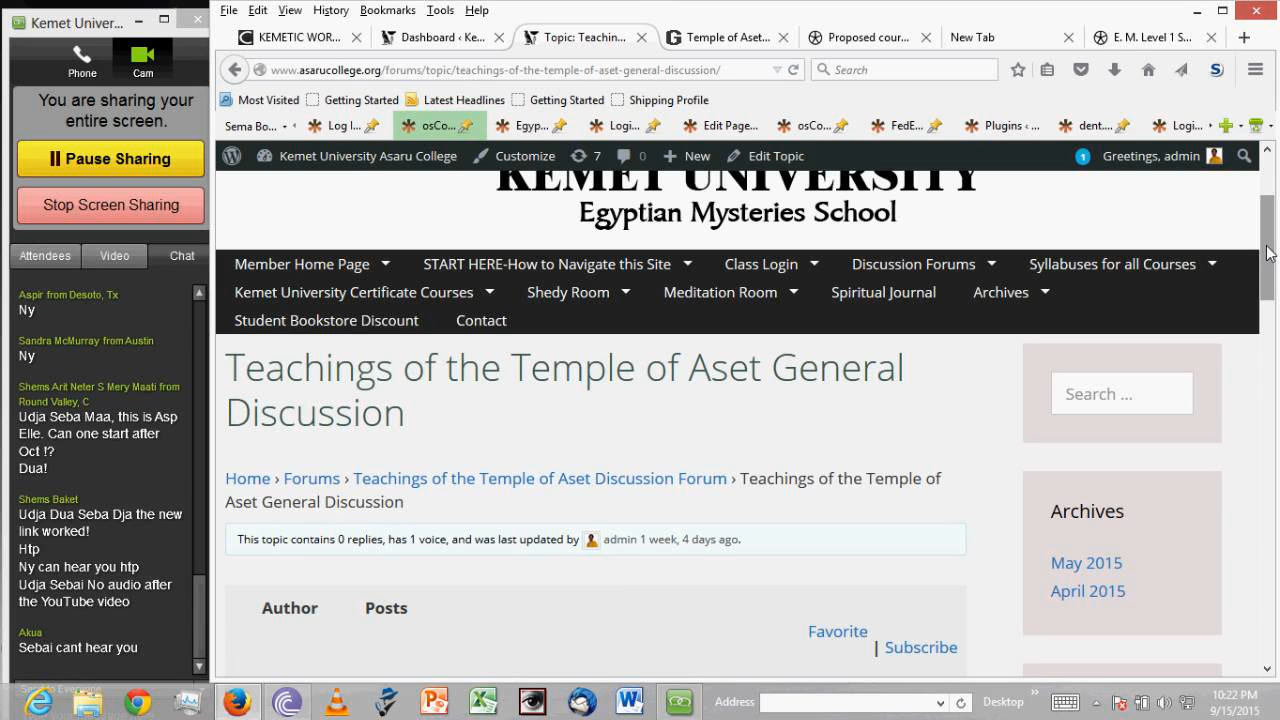 Kemet Univer...
Phone
Cam
You are sharing your
entire screen.
Pause Sharing
Stop Screen Sharing
Attendees
Video
Chat
Aspir from Desoto, Tx
Ny
Sandra McMurray from Austin
Ny
Shems Arit Neter S Mery Maati from
Round Valley, C
Udja Seba Maa, this is Asp
Elle. Can one start after
Oct !?
Dua!
Shems Baket
Udja Dua Seba Dja the new
link worked!
Htp
Ny can hear you htp
Udja Sebai No audio after
the YouTube video
Akua
Sebai cant hear you
File Edit View History Bookmarks Tools Help
KEMETIC WOR...
Dashboard ‹ Ke...
Topic: Teachin...
Temple of Aset...
Proposed cour...
New Tab
E. M. Level 1 S...
www.asarucollege.org/forums/topic/teachings-of-the-temple-of-aset-general-discussion/
Search
Most Visited Getting Started Latest Headlines Getting Started Shipping Profile
Sema Bo... Log I... osCo... Egyp... Logi... Edit Page... osCo... FedE... Plugins ‹ ... dent... Logi...
Kemet University Asaru College Customize 7 0 New Edit Topic 1 Greetings, admin
KEMET UNIVERSITY
Egyptian Mysteries School
Member Home Page START HERE-How to Navigate this Site Class Login Discussion Forums Syllabuses for all Courses
Kemet University Certificate Courses Shedy Room Meditation Room Spiritual Journal Archives
Student Bookstore Discount Contact
Teachings of the Temple of Aset General
Discussion
Home › Forums › Teachings of the Temple of Aset Discussion Forum › Teachings of the Temple of
Aset General Discussion
This topic contains 0 replies, has 1 voice, and was last updated by admin 1 week, 4 days ago.
Author Posts
Favorite
| Subscribe
Search ...
Archives
May 2015
April 2015
Address
Desktop
10:22 PM
9/15/2015